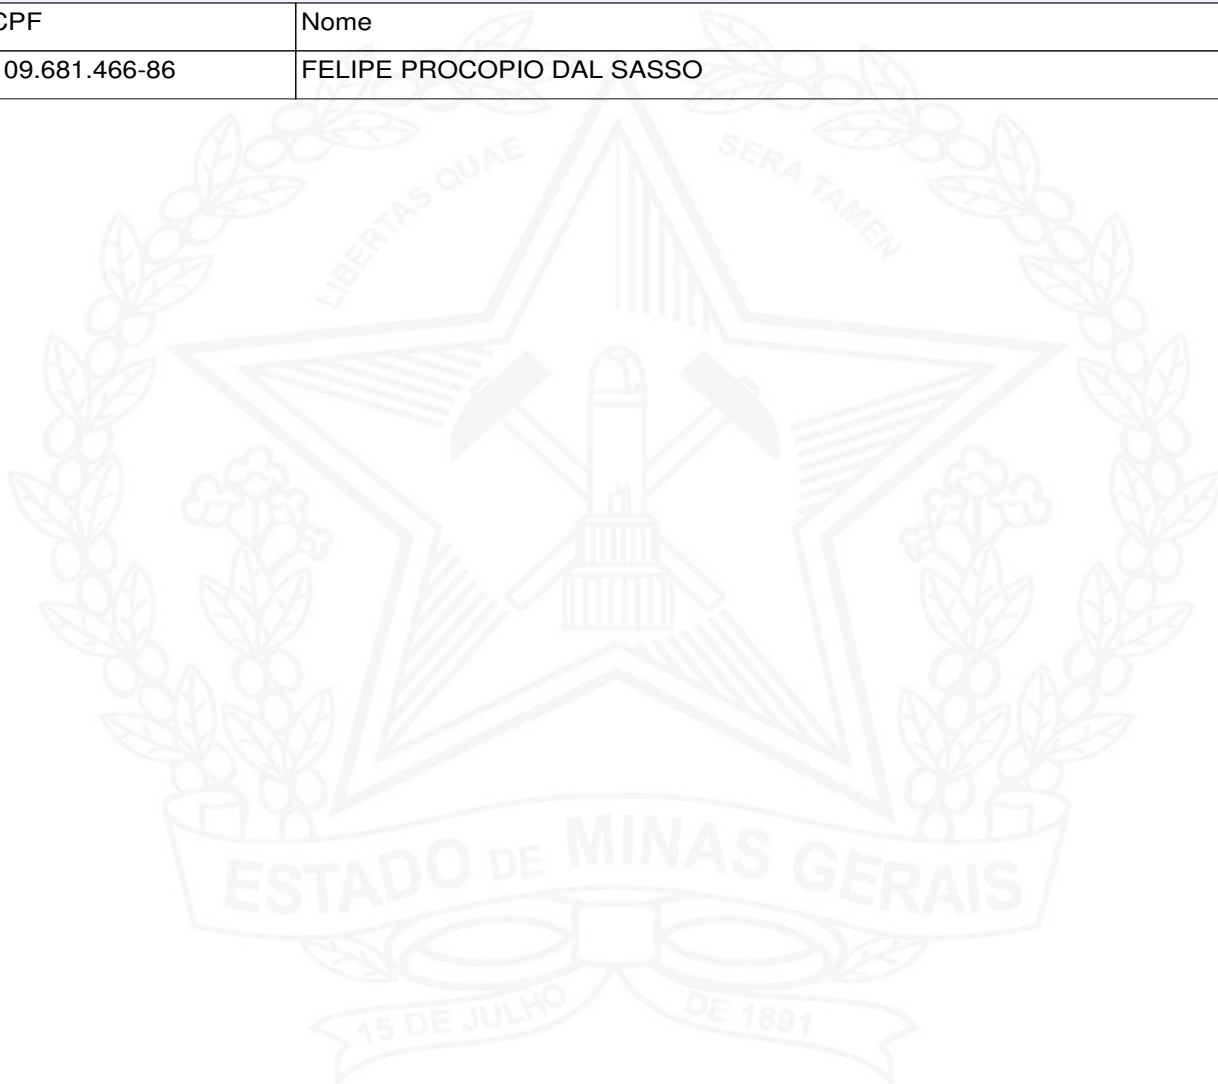 CPF Nome
09.681.466-86 FELIPE PROCOPIO DAL SASSO
LIBERTAS QUAE SERA TAMEN
ESTADO DE MINAS GERAIS
15 DE JULHO DE 1891